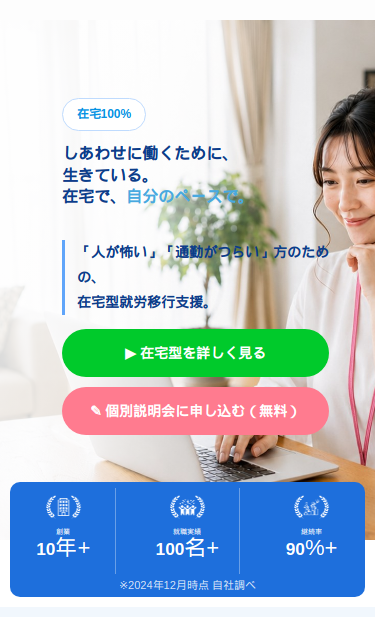 在宅100%
しあわせに働くために、
生きている。
在宅で、自分のペースで。
「人が怖い」「通勤がつらい」方のため
の、
在宅型就労移行支援。
▶ 在宅型を詳しく見る
✎ 個別説明会に申し込む（無料）
創業
10年+
就職実績
100名+
継続率
90%+
※2024年12月時点 自社調べ